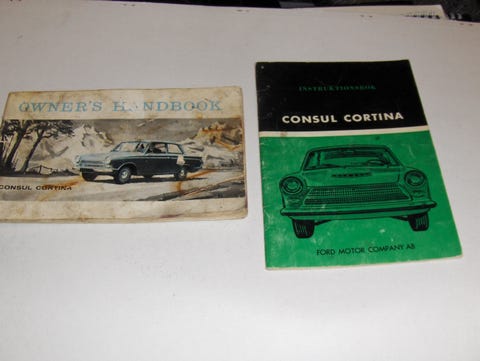 OWNER'S HANDBOOK
CONSUL CORTINA
INSTRUKTIONSBOK
CONSUL CORTINA
FORD MOTOR COMPANY AB